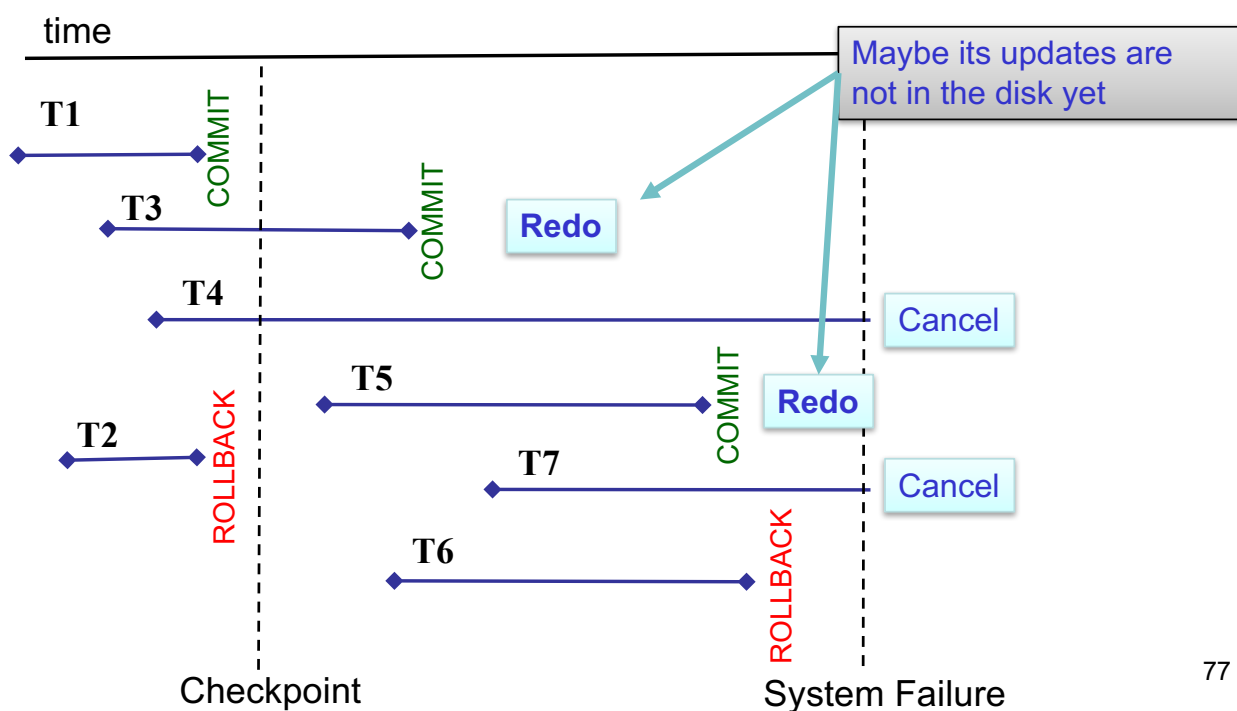 time
Maybe its updates are
not in the disk yet
T1
COMMIT
T3
COMMIT
Redo
T4
Cancel
T5
COMMIT
Redo
T2
ROLLBACK
T7
Cancel
T6
ROLLBACK
Checkpoint
System Failure
77